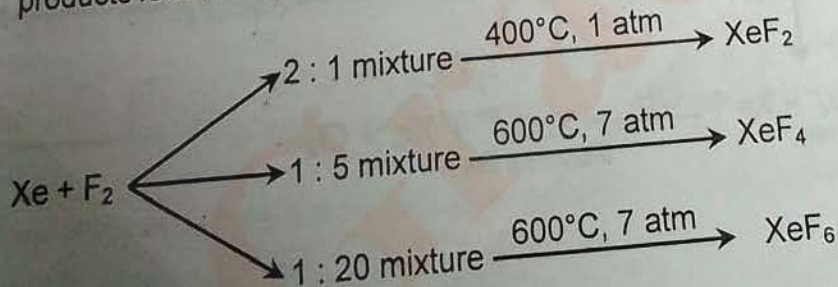 products
2 : 1 mixture 400°C, 1 atm → XeF₂
1 : 5 mixture 600°C, 7 atm → XeF₄
Xe + F₂
1 : 20 mixture 600°C, 7 atm → XeF₆